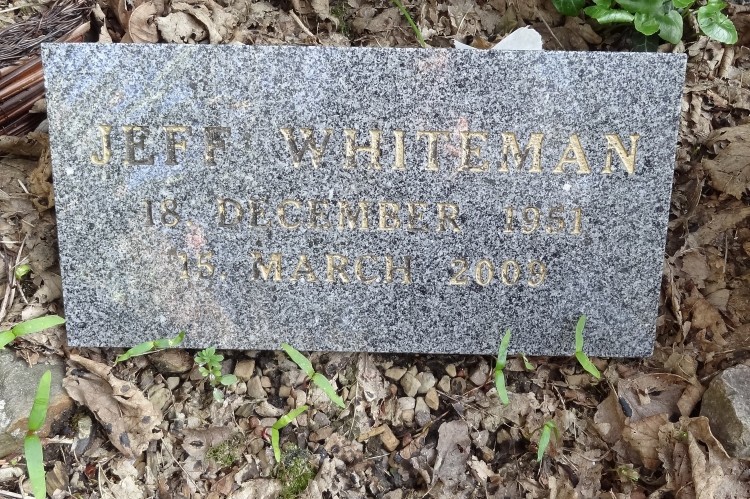 JEFF WHITEMAN
18 DECEMBER 1951
MARCH 2009